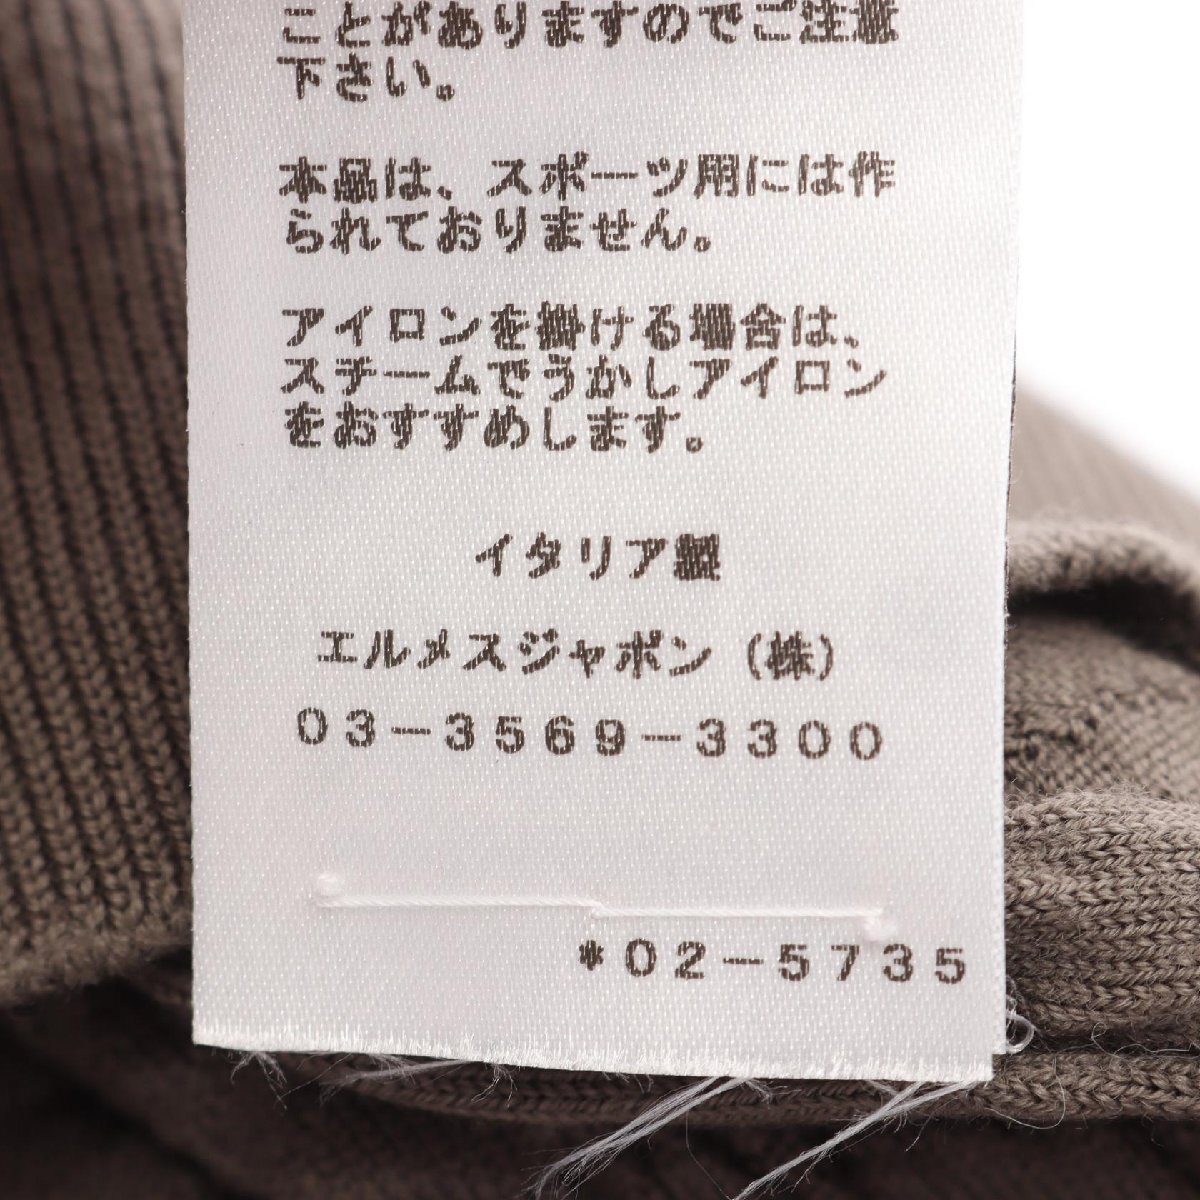 ことがありますのでご注意
下さい。
本品は、スポーツ用には作
られておりません。
アイロンを掛ける場合は、
スチームでうかしアイロン
をおすすめします。
イタリア製
エルメスジャポン（株）
03-3569-3300
*02-5735